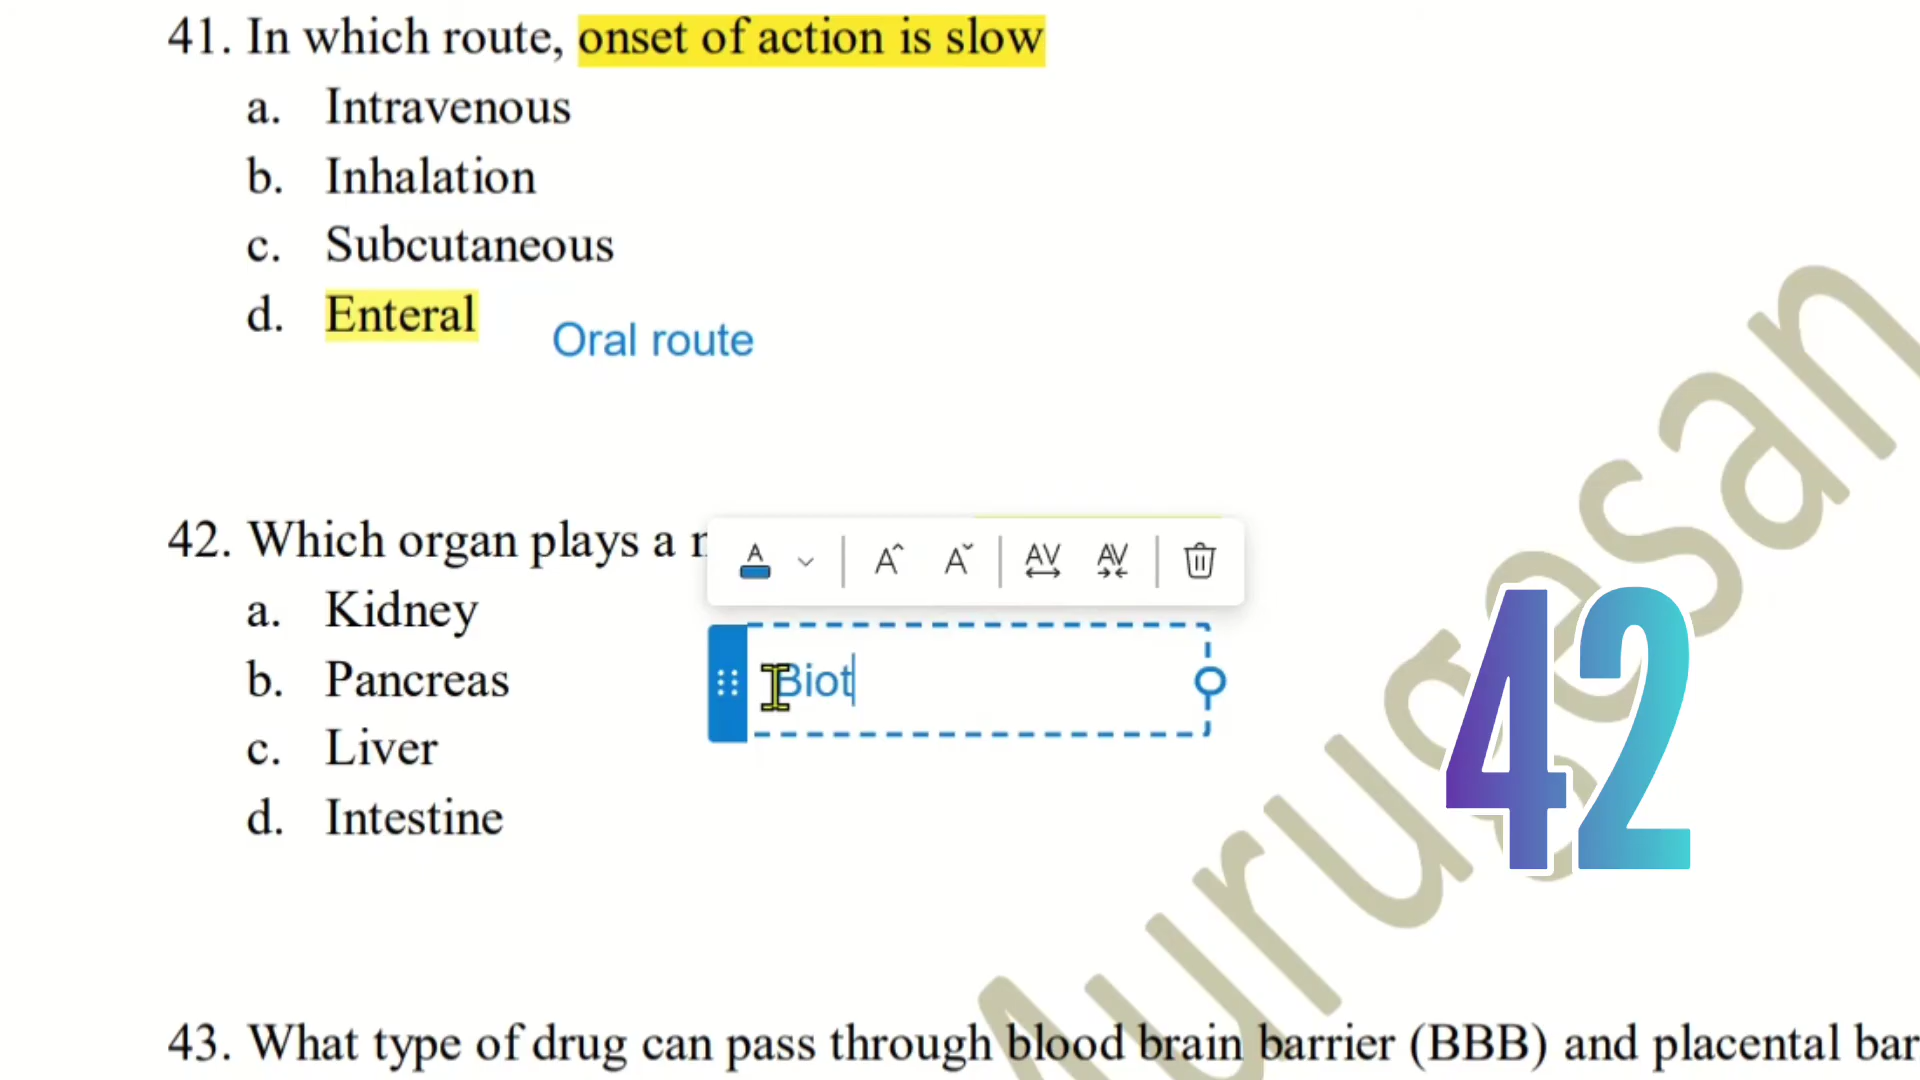 41. In which route, onset of action is slow
a. Intravenous
b. Inhalation
c. Subcutaneous
d. Enteral
Oral route
42. Which organ plays a
a. Kidney
b. Pancreas
Biot
c. Liver
d. Intestine
42
Murugesan
43. What type of drug can pass through blood brain barrier (BBB) and placental bar